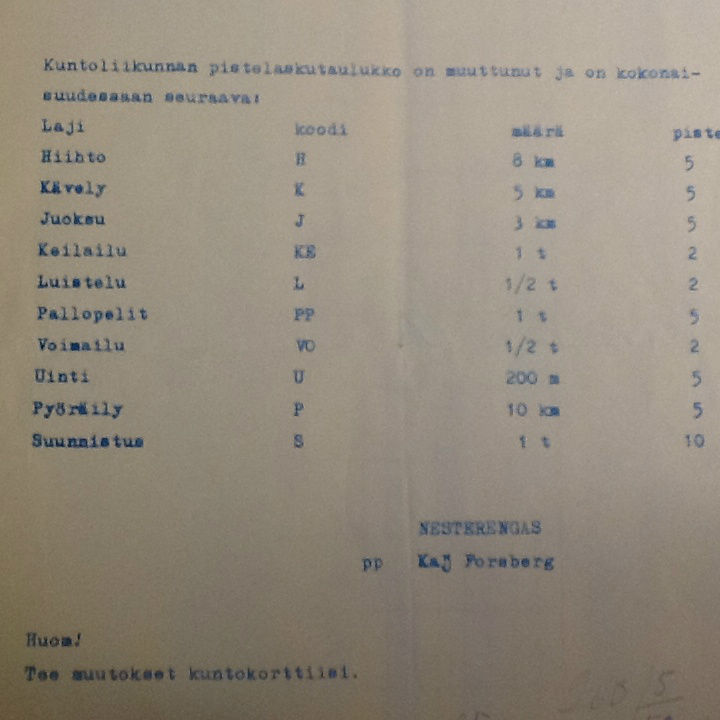 Kuntoliikunnan pistelaskutaulukko on muuttunut ja on kokonai-
suudessaan seuraava:
Laji koodi määrä piste
Hiihto H 8 km 5
Kävely K 5 km 5
Juoksu J 3 km 5
Keilailu KE 1 t 2
Luistelu L 1/2 t 2
Pallopelit PP 1 t 5
Voimailu VO 1/2 t 2
Uinti U 200 m 5
Pyöräily P 10 km 5
Suunnistus S 1 t 10
NESTERENGAS
pp Kaj Forsberg
Huom!
Tee muutokset kuntokorttiisi.